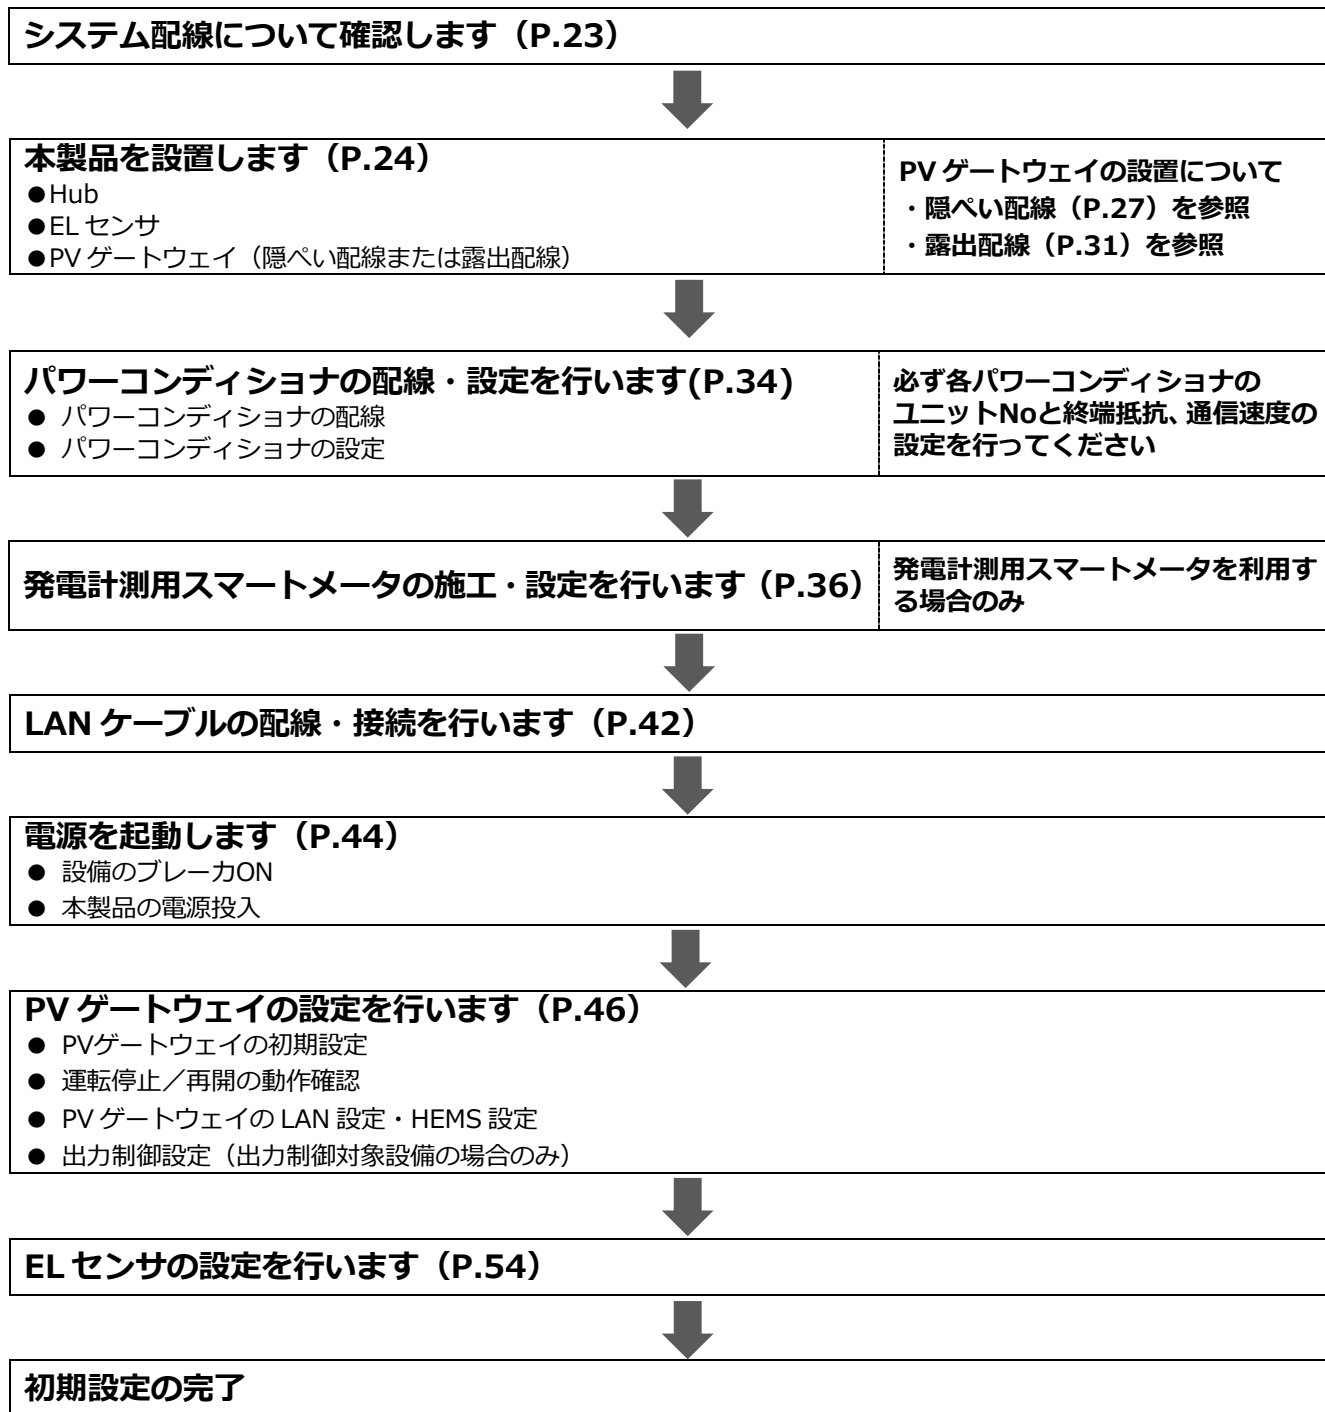 システム配線について確認します（P.23）
本製品を設置します（P.24）
●Hub
●EL センサ
●PV ゲートウェイ（隠ぺい配線または露出配線）
PV ゲートウェイの設置について
・隠ぺい配線（P.27）を参照
・露出配線（P.31）を参照
パワーコンディショナの配線・設定を行います(P.34)
● パワーコンディショナの配線
● パワーコンディショナの設定
必ず各パワーコンディショナの
ユニットNoと終端抵抗、通信速度の
設定を行ってください
発電計測用スマートメータの施工・設定を行います（P.36）
発電計測用スマートメータを利用す
る場合のみ
LAN ケーブルの配線・接続を行います（P.42）
電源を起動します（P.44）
● 設備のブレーカON
● 本製品の電源投入
PV ゲートウェイの設定を行います（P.46）
● PVゲートウェイの初期設定
● 運転停止／再開の動作確認
● PV ゲートウェイの LAN 設定・HEMS 設定
● 出力制御設定（出力制御対象設備の場合のみ）
EL センサの設定を行います（P.54）
初期設定の完了